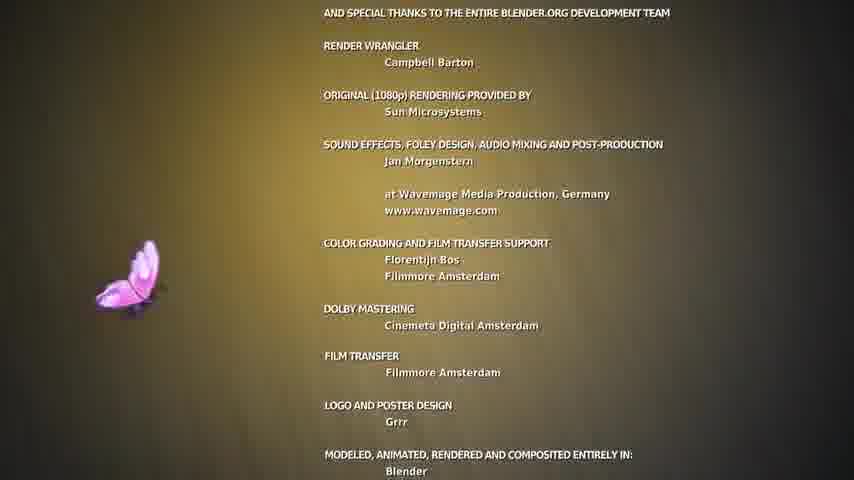 AND SPECIAL THANKS TO THE ENTIRE BLENDER.ORG DEVELOPMENT TEAM
RENDER WRANGLER
Campbell Barton
ORIGINAL (1080p) RENDERING PROVIDED BY
Sun Microsystems
SOUND EFFECTS, FOLEY DESIGN, AUDIO MIXING AND POST-PRODUCTION
Jan Morgenstern
at Wavemage Media Production, Germany
www.wavemage.com
COLOR GRADING AND FILM TRANSFER SUPPORT
Florentijn Bos
Filmmore Amsterdam
DOLBY MASTERING
Cinemeta Digital Amsterdam
FILM TRANSFER
Filmmore Amsterdam
LOGO AND POSTER DESIGN
Grrr
MODELED, ANIMATED, RENDERED AND COMPOSITED ENTIRELY IN:
Blender